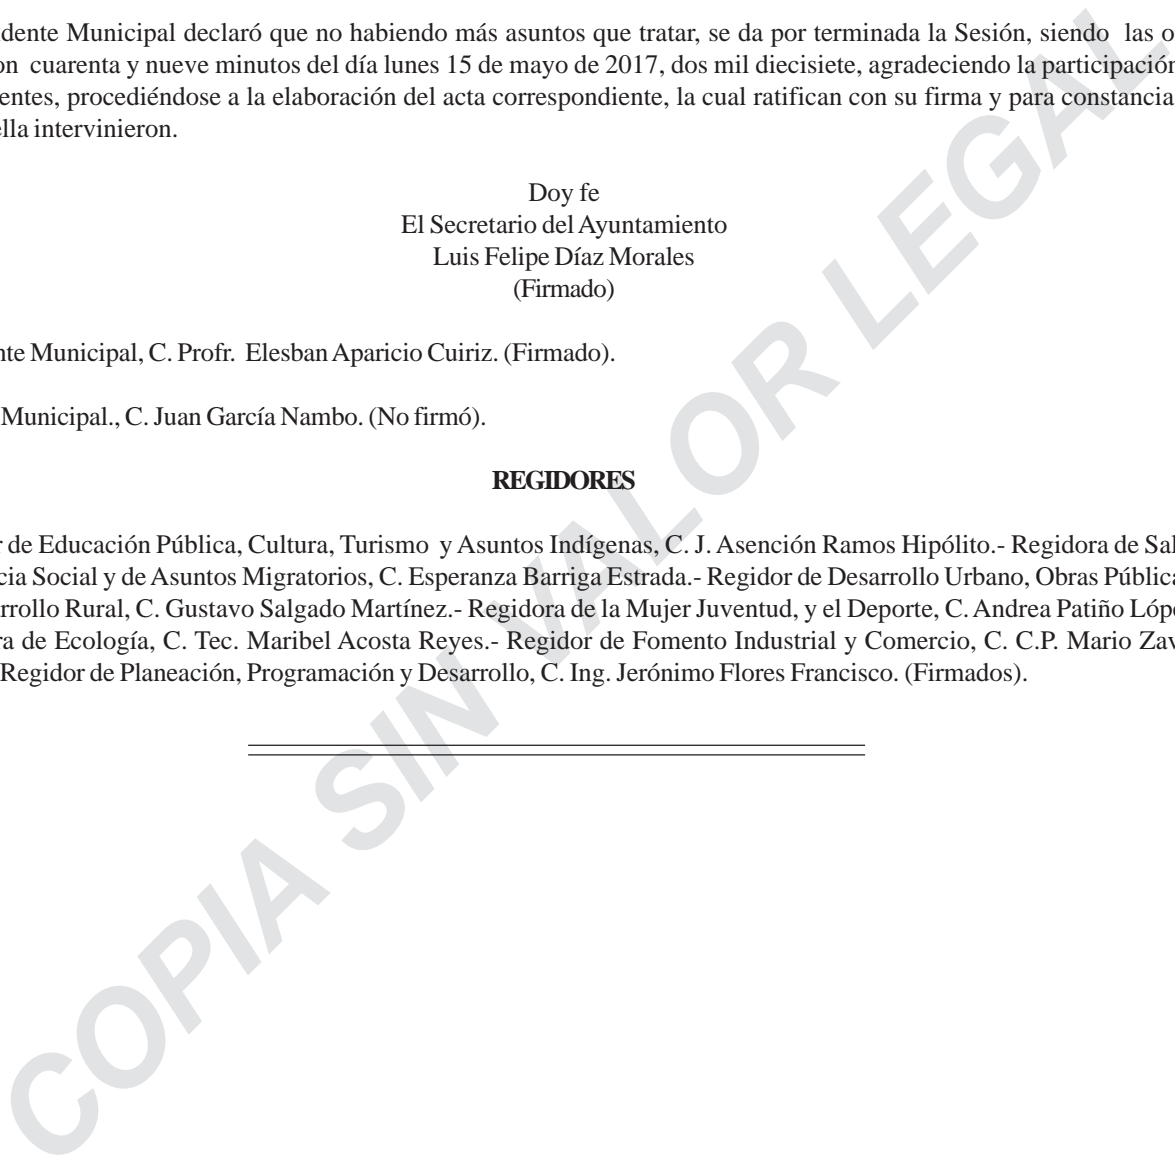 dente Municipal declaró que no habiendo más asuntos que tratar, se da por terminada la Sesión, siendo las o
on cuarenta y nueve minutos del día lunes 15 de mayo de 2017, dos mil diecisiete, agradeciendo la participación
entes, procediéndose a la elaboración del acta correspondiente, la cual ratifican con su firma y para constancia
ella intervinieron.
Doy fe
El Secretario del Ayuntamiento
Luis Felipe Díaz Morales
(Firmado)
nte Municipal, C. Profr. Elesban Aparicio Cuiriz. (Firmado).
Municipal., C. Juan García Nambo. (No firmó).
REGIDORES
r de Educación Pública, Cultura, Turismo y Asuntos Indígenas, C. J. Asención Ramos Hipólito.- Regidora de Sal
cia Social y de Asuntos Migratorios, C. Esperanza Barriga Estrada.- Regidor de Desarrollo Urbano, Obras Pública
rrollo Rural, C. Gustavo Salgado Martínez.- Regidora de la Mujer Juventud, y el Deporte, C. Andrea Patiño Lópe
ra de Ecología, C. Tec. Maribel Acosta Reyes.- Regidor de Fomento Industrial y Comercio, C. C.P. Mario Zav
Regidor de Planeación, Programación y Desarrollo, C. Ing. Jerónimo Flores Francisco. (Firmados).
COPIA SIN VALOR LEGAL